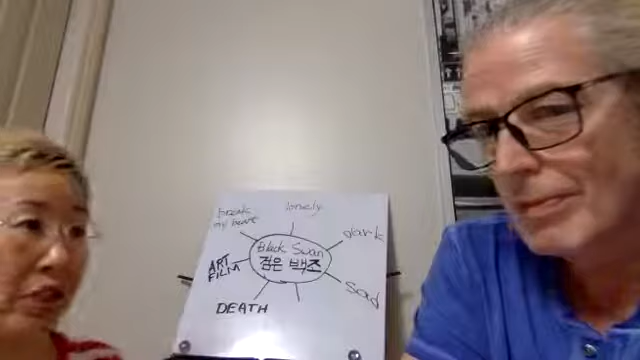 break
my heart
lonely
dark
Black Swan
검은 백조
ART
FILM
Sad
DEATH